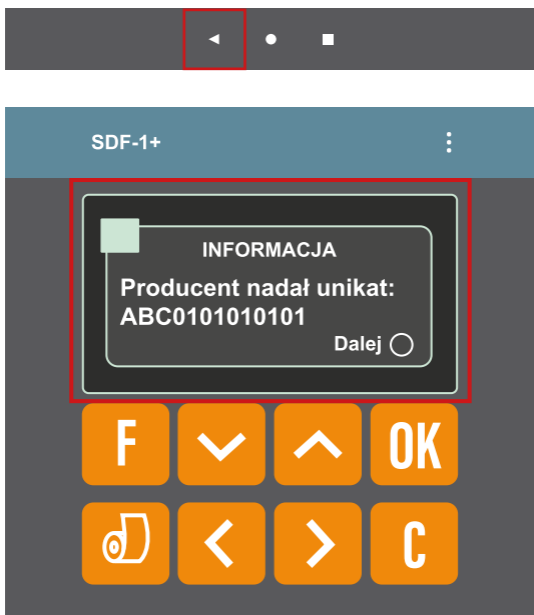 SDF-1+
INFORMACJA
Producent nadał unikat:
ABC0101010101
Dalej
F
OK
C